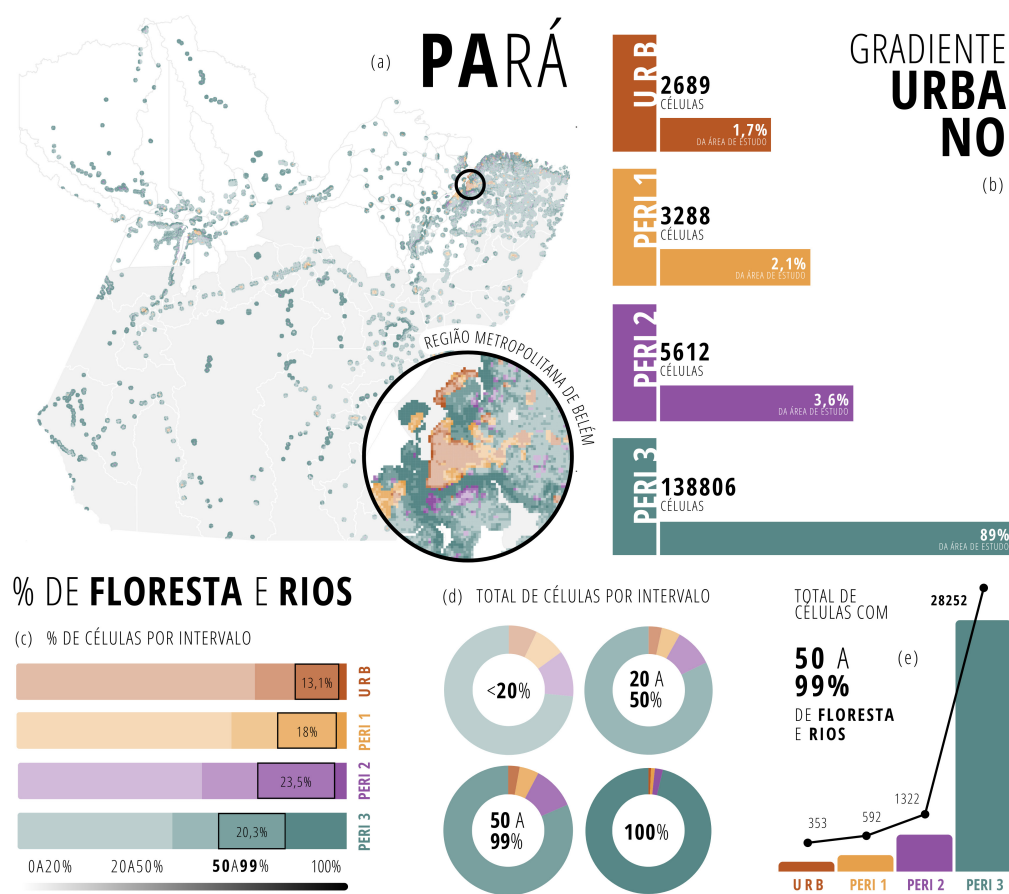 (a)
PARÁ
REGIÃO METROPOLITANA DE BELÉM
GRADIENTE
URBA
NO
(b)
URB
2689
CÉLULAS
1,7%
DA ÁREA DE ESTUDO
PERI 1
3288
CÉLULAS
2,1%
DA ÁREA DE ESTUDO
PERI 2
5612
CÉLULAS
3,6%
DA ÁREA DE ESTUDO
PERI 3
138806
CÉLULAS
89%
DA ÁREA DE ESTUDO
% DE FLORESTA E RIOS
(c) % DE CÉLULAS POR INTERVALO
13,1%
URB
18%
PERI 1
23,5%
PERI 2
20,3%
PERI 3
0A20% 20A50% 50A99% 100%
(d) TOTAL DE CÉLULAS POR INTERVALO
<20%
20 A
50%
50 A
99%
100%
TOTAL DE
CÉLULAS COM
50 A
99%
DE FLORESTA
E RIOS
(e)
28252
1322
592
353
URB PERI 1 PERI 2 PERI 3